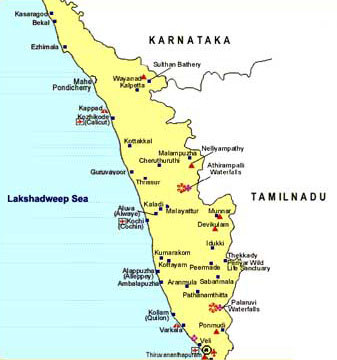 Kasaragod
Bekal
KARNATAKA
Ezhimala
Sulthan Bathery
Wayanad
Kalpetta
Mahe
Pondicherry
Kappad
Kozhikode
(Calicut)
Kottakkal
Malampuzha
Nelliyampathy
Cheruthuruthi
Athirampalli
Waterfalls
Guruvayoor
Thrissur
Lakshadweep Sea
TAMILNADU
Kaladi
Aluva
(Alwaye)
Malayattur
Munnar
Kochi
(Cochin)
Devikulam
Idukki
Kumarakom
Thekkady
Kottayam
Periyar Wild
Life Sanctuary
Peermade
Alappuzha
(Alleppey)
Sabarimala
Ambalapuzha
Aranmula
Pathanamthitta
Palaruvi
Waterfalls
Kollam
(Quilon)
Varkala
Ponmudi
Veli
Thiruvananthapuram